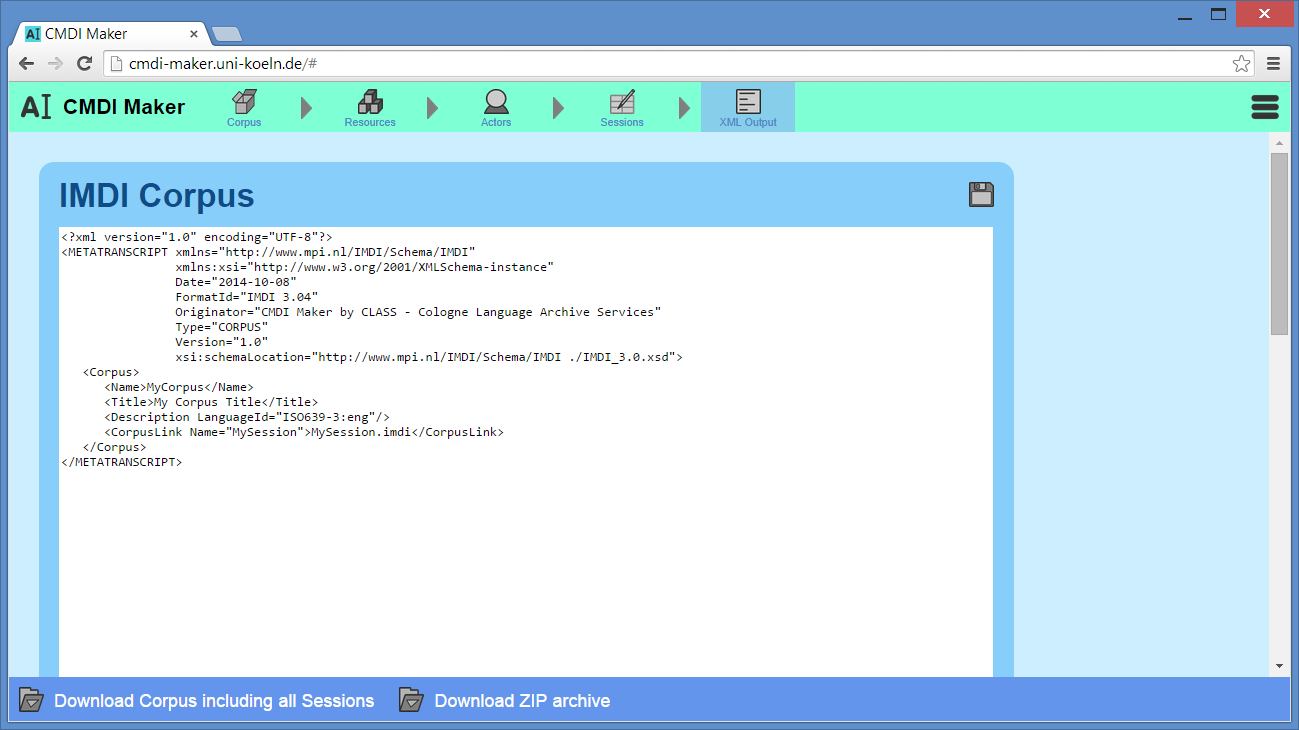 AI CMDI Maker
cmdi-maker.uni-koeln.de/#
AI CMDI Maker
Corpus
Resources
Actors
Sessions
XML Output
IMDI Corpus
<?xml version="1.0" encoding="UTF-8"?>
<METATRANSCRIPT xmlns="http://www.mpi.nl/IMDI/Schema/IMDI"
xmlns:xsi="http://www.w3.org/2001/XMLSchema-instance"
Date="2014-10-08"
FormatId="IMDI 3.04"
Originator="CMDI Maker by CLASS - Cologne Language Archive Services"
Type="CORPUS"
Version="1.0"
xsi:schemaLocation="http://www.mpi.nl/IMDI/Schema/IMDI ./IMDI_3.0.xsd">
<Corpus>
<Name>MyCorpus</Name>
<Title>My Corpus Title</Title>
<Description LanguageId="ISO639-3:eng"/>
<CorpusLink Name="MySession">MySession.imdi</CorpusLink>
</Corpus>
</METATRANSCRIPT>
Download Corpus including all Sessions
Download ZIP archive